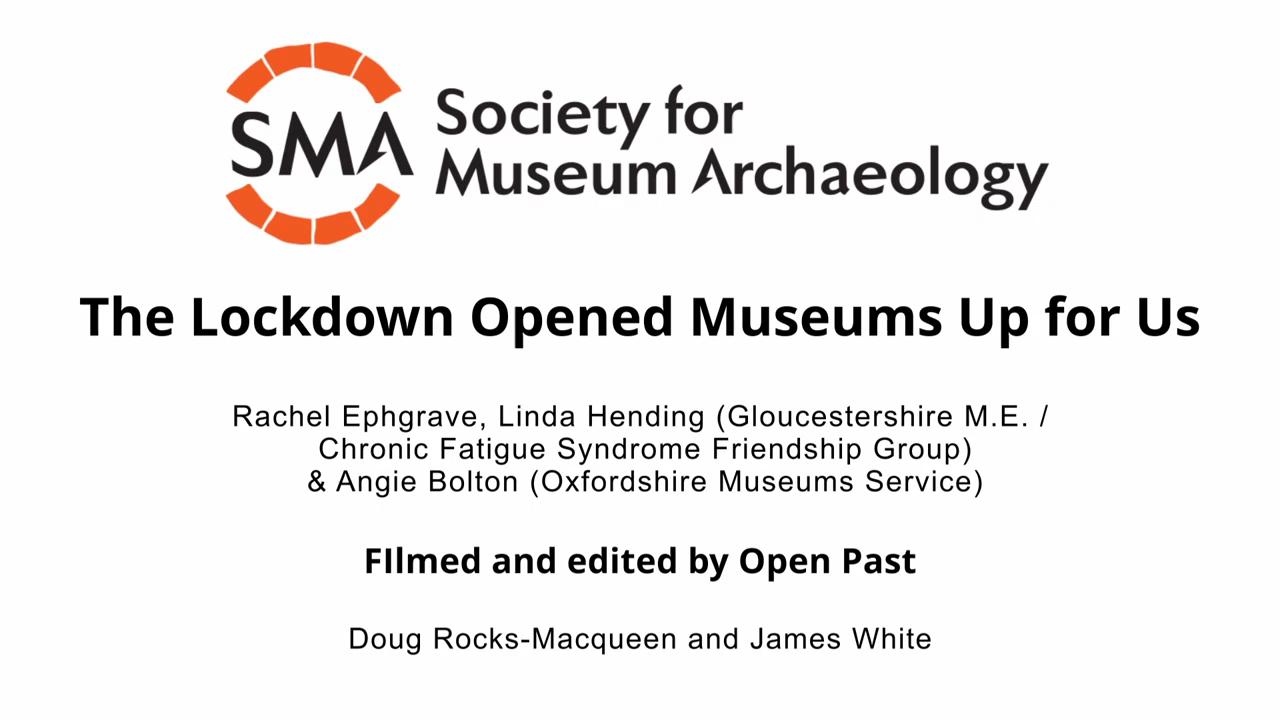 SMA
Society for
Museum Archaeology
The Lockdown Opened Museums Up for Us
Rachel Ephgrave, Linda Hending (Gloucestershire M.E. /
Chronic Fatigue Syndrome Friendship Group)
& Angie Bolton (Oxfordshire Museums Service)
FIlmed and edited by Open Past
Doug Rocks-Macqueen and James White